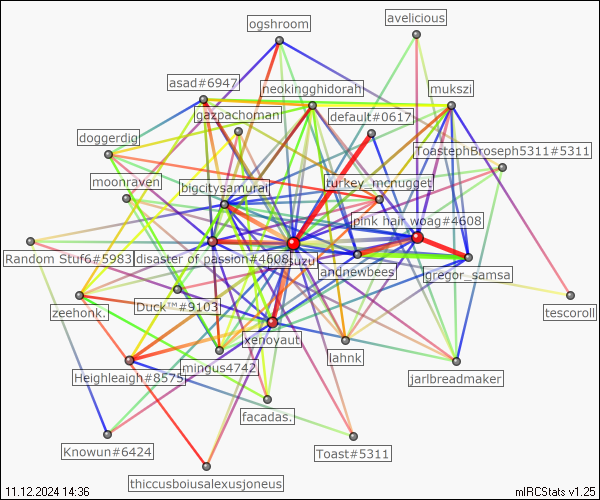 ogshroom
avelicious
asad#6947
neokingghidorah
mukszi
gazpachoman
default#0617
doggerdig
ToastephBroseph5311#5311
moonraven
bigcitysamurai
turkey_mcnugget
pink hain woag#4608
Random Stuf6#5983
disaster of passion#4608
suzu
andnewbees
gregor_samsa
zeehonk.
Duck™#9103
tescoroll
xenoyaut
Heighleaigh#8575
mingus4742
lahnk
jarlbreadmaker
facadas.
Knowun#6424
Toast#5311
thiccusboiusalexusjoneus
11.12.2024 14:36
mIRCStats v1.25